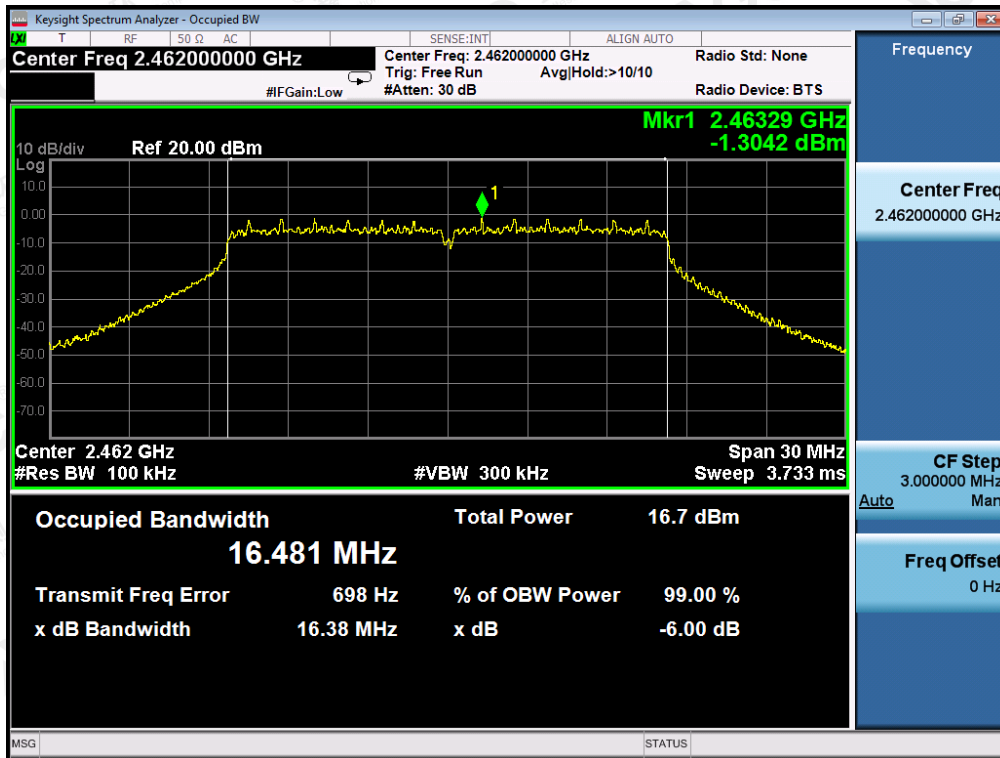 Keysight Spectrum Analyzer - Occupied BW
LXI T RF 50 Ω AC SENSE:INT ALIGN AUTO
Center Freq 2.462000000 GHz
#IFGain:Low
Center Freq: 2.462000000 GHz
Trig: Free Run Avg|Hold:>10/10
#Atten: 30 dB
Radio Std: None
Radio Device: BTS
Mkr1 2.46329 GHz
-1.3042 dBm
10 dB/div Ref 20.00 dBm
Log
10.0
0.00
-10.0
-20.0
-30.0
-40.0
-50.0
-60.0
-70.0
1
Center 2.462 GHz Span 30 MHz
#Res BW 100 kHz #VBW 300 kHz Sweep 3.733 ms
Occupied Bandwidth Total Power 16.7 dBm
16.481 MHz
Transmit Freq Error 698 Hz % of OBW Power 99.00 %
x dB Bandwidth 16.38 MHz x dB -6.00 dB
MSG STATUS
Frequency
Center Freq
2.462000000 GHz
CF Step
3.000000 MHz
Auto Man
Freq Offset
0 Hz